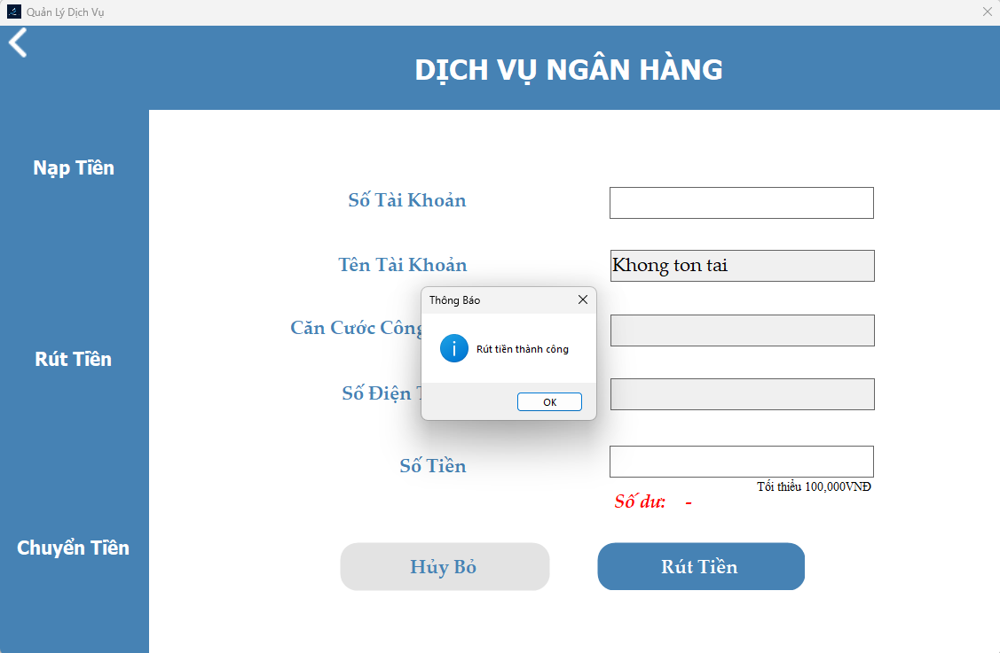 Quản Lý Dịch Vụ
DỊCH VỤ NGÂN HÀNG
Nạp Tiền
Rút Tiền
Chuyển Tiền
Số Tài Khoản
Tên Tài Khoản
Khong ton tai
Căn Cước Công
Số Điện
Thông Báo
Rút tiền thành công
OK
Số Tiền
Tối thiểu 100,000VNĐ
Số dư: -
Hủy Bỏ
Rút Tiền